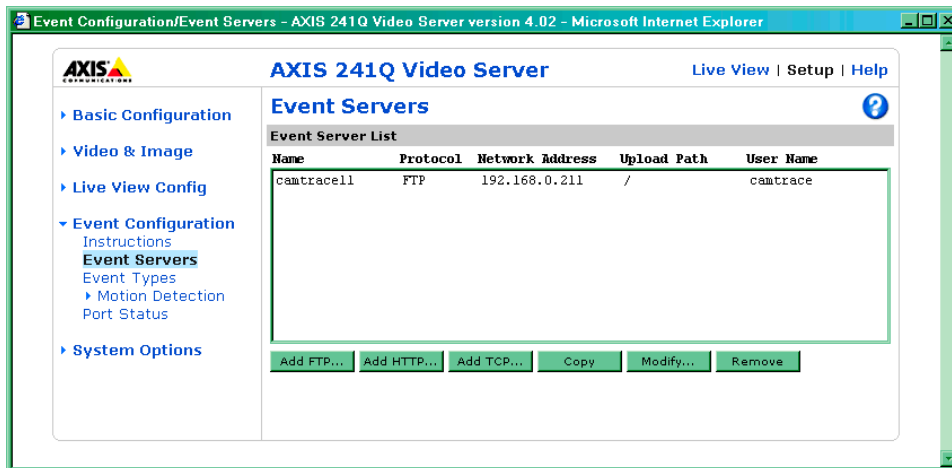 Event Configuration/Event Servers - AXIS 241Q Video Server version 4.02 - Microsoft Internet Explorer
AXIS
COMMUNICATIONS
AXIS 241Q Video Server
Live View | Setup | Help
Basic Configuration
Video & Image
Live View Config
Event Configuration
Instructions
Event Servers
Event Types
Motion Detection
Port Status
System Options
Event Servers
?
Event Server List
Name Protocol Network Address Upload Path User Name
camtrace11 FTP 192.168.0.211 / camtrace
Add FTP... Add HTTP... Add TCP... Copy Modify... Remove